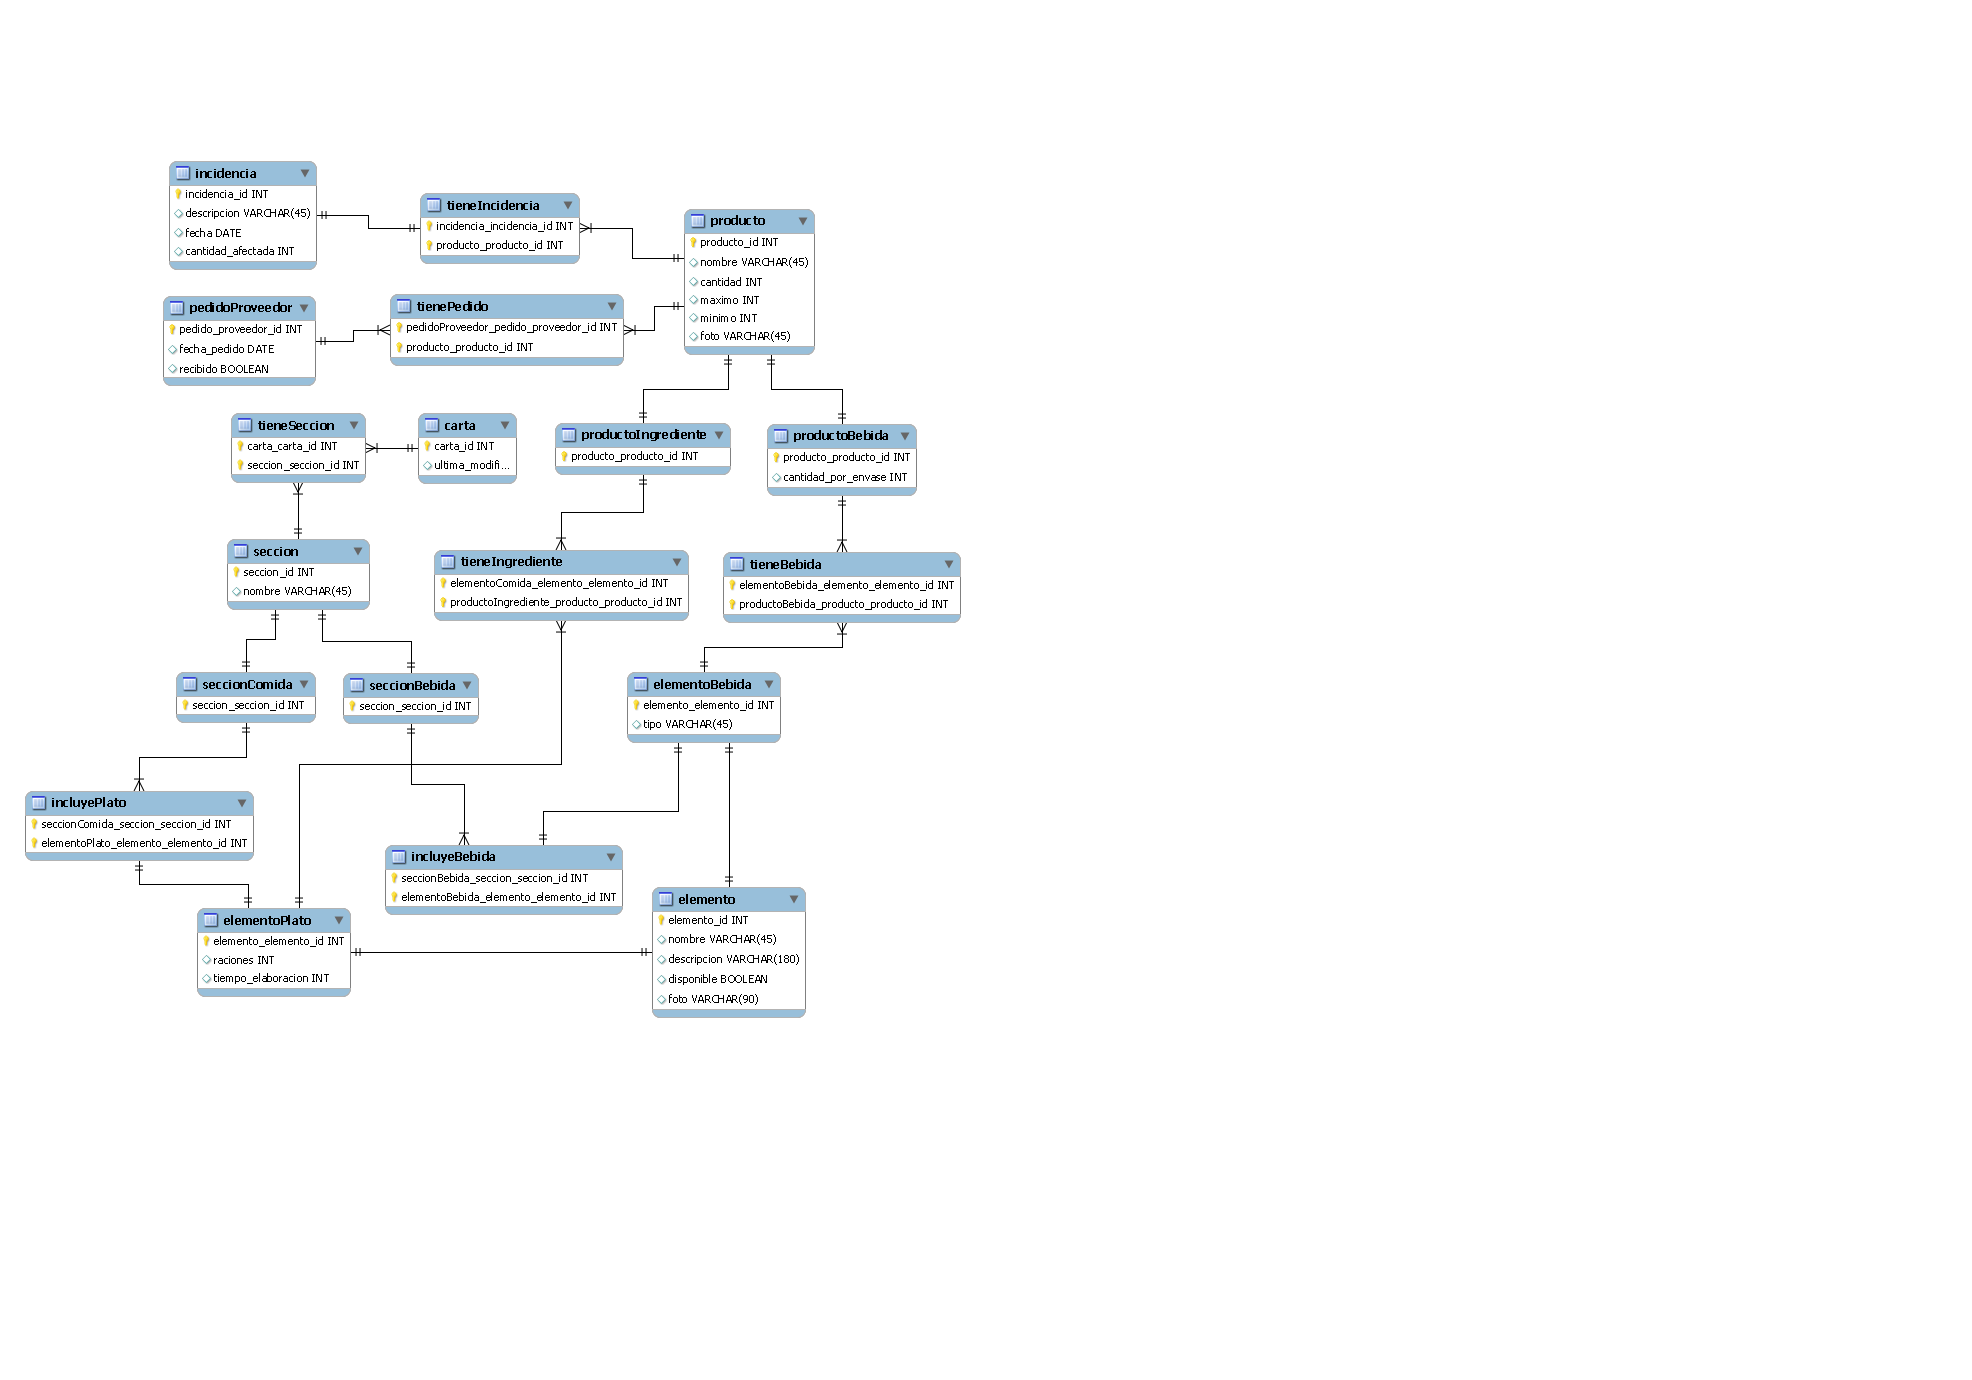 incidencia
incidencia_id INT
descripcion VARCHAR(45)
fecha DATE
cantidad_afectada INT
tieneIncidencia
incidencia_incidencia_id INT
producto_producto_id INT
producto
producto_id INT
nombre VARCHAR(45)
cantidad INT
maximo INT
minimo INT
foto VARCHAR(45)
pedidoProveedor
pedido_proveedor_id INT
fecha_pedido DATE
recibido BOOLEAN
tienePedido
pedidoProveedor_pedido_proveedor_id INT
producto_producto_id INT
tieneSeccion
carta_carta_id INT
seccion_seccion_id INT
carta
carta_id INT
ultima_modifi...
productoIngrediente
producto_producto_id INT
productoBebida
producto_producto_id INT
cantidad_por_envase INT
seccion
seccion_id INT
nombre VARCHAR(45)
tieneIngrediente
elementoComida_elemento_elemento_id INT
productoIngrediente_producto_producto_id INT
tieneBebida
elementoBebida_elemento_elemento_id INT
productoBebida_producto_producto_id INT
seccionComida
seccion_seccion_id INT
seccionBebida
seccion_seccion_id INT
elementoBebida
elemento_elemento_id INT
tipo VARCHAR(45)
incluyePlato
seccionComida_seccion_seccion_id INT
elementoPlato_elemento_elemento_id INT
incluyeBebida
seccionBebida_seccion_seccion_id INT
elementoBebida_elemento_elemento_id INT
elementoPlato
elemento_elemento_id INT
raciones INT
tiempo_elaboracion INT
elemento
elemento_id INT
nombre VARCHAR(45)
descripcion VARCHAR(180)
disponible BOOLEAN
foto VARCHAR(90)